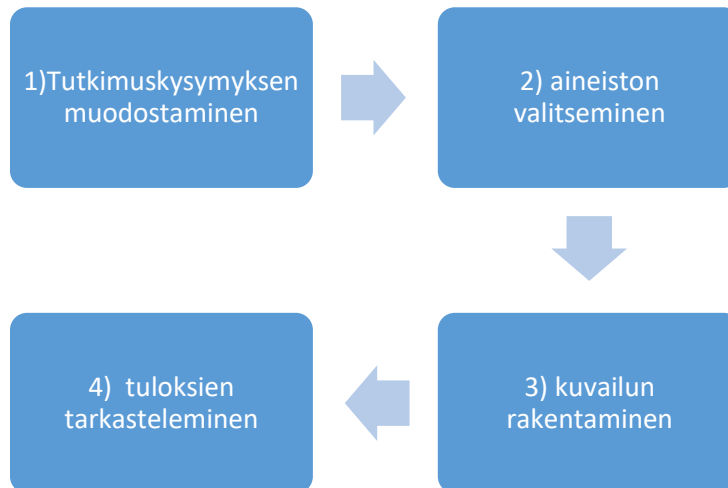 1)Tutkimuskysymyksen
muodostaminen
2) aineiston
valitseminen
3) kuvailun
rakentaminen
4)  tuloksien
tarkasteleminen